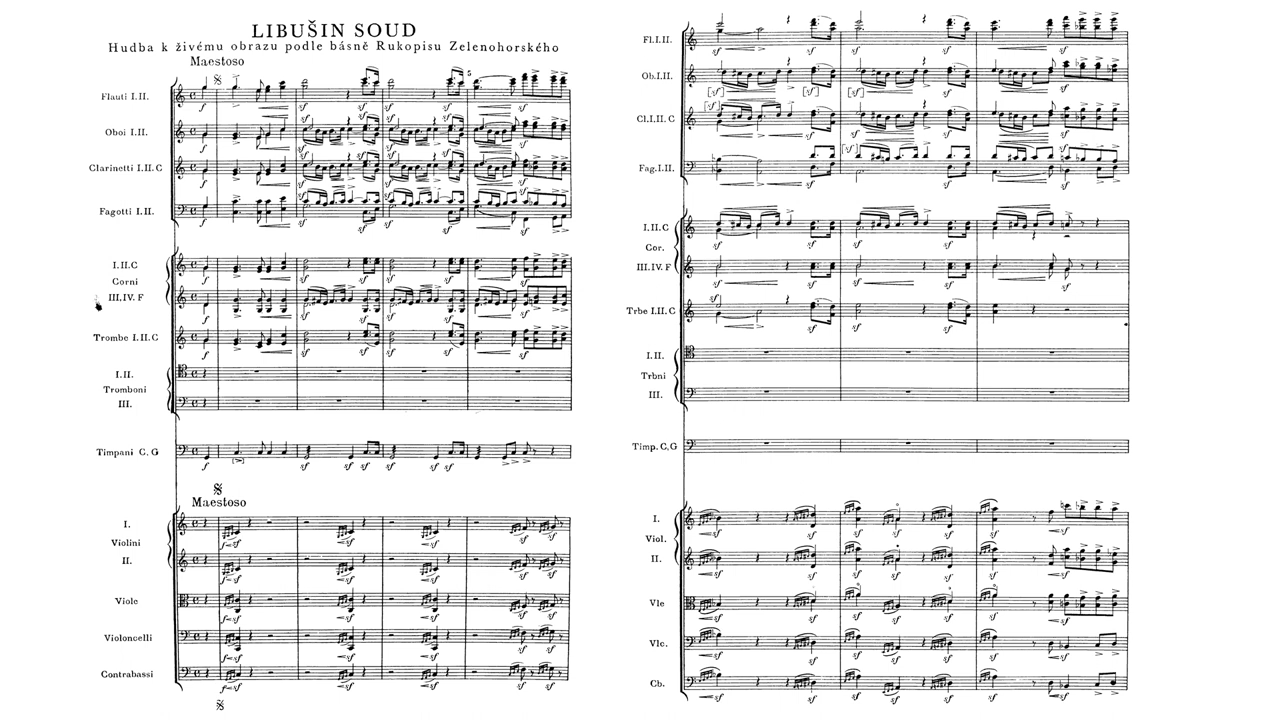 LIBUŠIN SOUD
Hudba k živému obrazu podle básně Rukopisu Zelenohorského
Maestoso
5
Flauti I.II.
Oboi I.II.
Clarinetti I.II.C
Fagotti I.II.
I.II.C
Corni
III.IV. F
Trombe I.II.C
I.II.
Tromboni
III.
Timpani C.G
Maestoso
I.
Violini
II.
Viole
Violoncelli
Contrabassi
Fl.I.II.
Ob.I.II.
Cl.I.II.C
Fag.I.II.
I.II.C
Cor.
III.IV. F
Trbe I.II.C
I.II.
Trbni
III.
Timp. C.G
I.
Viol.
II.
Vle
Vlc.
Cb.